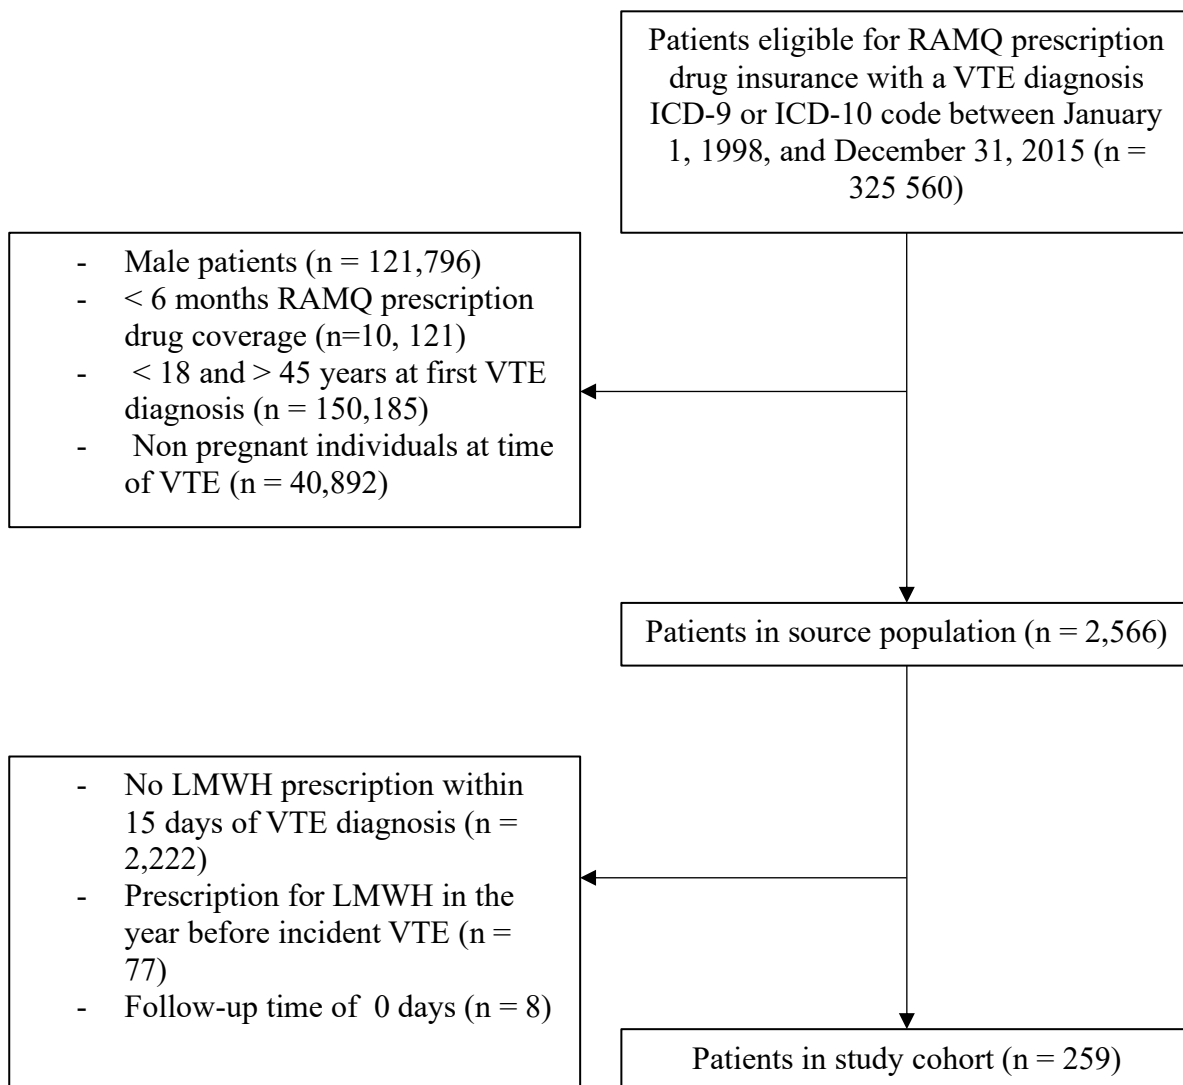 Patients eligible for RAMQ prescription
drug insurance with a VTE diagnosis
ICD-9 or ICD-10 code between January
1, 1998, and December 31, 2015 (n =
325 560)
- Male patients (n = 121,796)
- < 6 months RAMQ prescription
drug coverage (n=10, 121)
- < 18 and > 45 years at first VTE
diagnosis (n = 150,185)
- Non pregnant individuals at time
of VTE (n = 40,892)
Patients in source population (n = 2,566)
- No LMWH prescription within
15 days of VTE diagnosis (n =
2,222)
- Prescription for LMWH in the
year before incident VTE (n =
77)
- Follow-up time of 0 days (n = 8)
Patients in study cohort (n = 259)